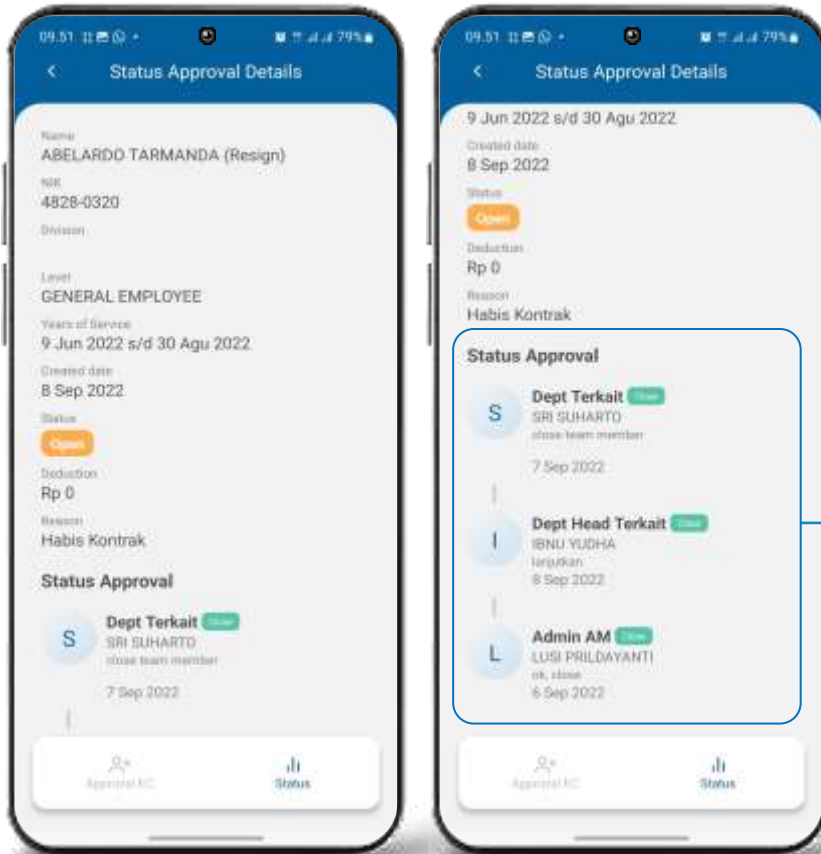 09.51
79%
Status Approval Details
Name
ABELARDO TARMANDA (Resign)
NIK
4828-0320
Division
Level
GENERAL EMPLOYEE
Years of Service
9 Jun 2022 s/d 30 Agu 2022
Created date
8 Sep 2022
Status
Open
Deduction
Rp 0
Reason
Habis Kontrak
Status Approval
S
Dept Terkait Close
SRI SUHARTO
close team member
7 Sep 2022
Approval EC
Status
09.51
79%
Status Approval Details
9 Jun 2022 s/d 30 Agu 2022
Created date
8 Sep 2022
Status
Open
Deduction
Rp 0
Reason
Habis Kontrak
Status Approval
S
Dept Terkait Close
SRI SUHARTO
close team member
7 Sep 2022
I
Dept Head Terkait Close
IBNU YUDHA
lanjutkan
8 Sep 2022
L
Admin AM Close
LUSI PRILDAYANTI
ok, close
6 Sep 2022
Approval EC
Status